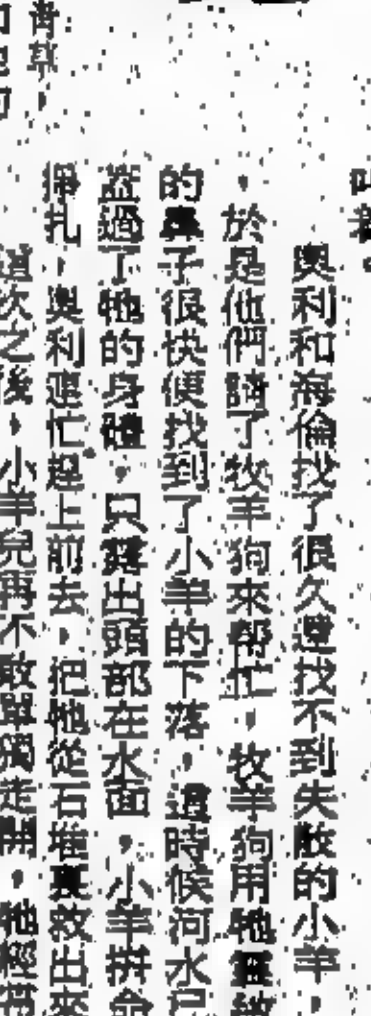 叫着。
奧利和海倫找了很久還找不到失散的小羊，
，於是他們請了牧羊狗來幫忙，牧羊狗用牠靈敏
的鼻子很快便找到了小羊的下落，這時候河水已
蓋過了牠的身體，只露出頭部在水面，小羊拼命
掙扎，奧利連忙趕上前去，把牠從石堆裏救出來
這次之後，小羊兒再不敢單獨走開，牠經常
青草，